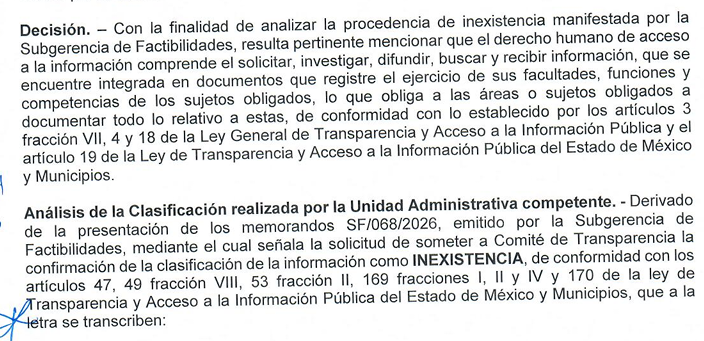 Decisión. – Con la finalidad de analizar la procedencia de inexistencia manifestada por la
Subgerencia de Factibilidades, resulta pertinente mencionar que el derecho humano de acceso
a la información comprende el solicitar, investigar, difundir, buscar y recibir información, que se
encuentre integrada en documentos que registre el ejercicio de sus facultades, funciones y
competencias de los sujetos obligados, lo que obliga a las áreas o sujetos obligados a
documentar todo lo relativo a estas, de conformidad con lo establecido por los artículos 3
fracción VII, 4 y 18 de la Ley General de Transparencia y Acceso a la Información Pública y el
artículo 19 de la Ley de Transparencia y Acceso a la Información Pública del Estado de México
y Municipios.
Análisis de la Clasificación realizada por la Unidad Administrativa competente. - Derivado
de la presentación de los memorandos SF/068/2026, emitido por la Subgerencia de
Factibilidades, mediante el cual señala la solicitud de someter a Comité de Transparencia la
confirmación de la clasificación de la información como INEXISTENCIA, de conformidad con los
artículos 47, 49 fracción VIII, 53 fracción II, 169 fracciones I, II y IV y 170 de la ley de
Transparencia y Acceso a la Información Pública del Estado de México y Municipios, que a la
letra se transcriben: